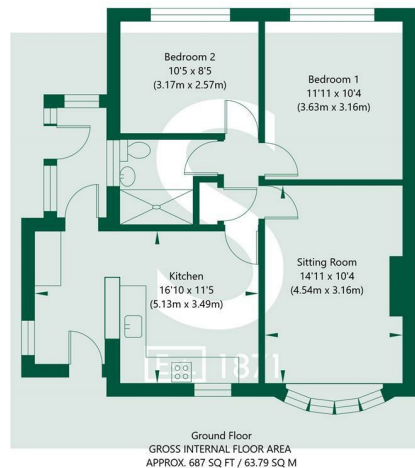 Bedroom 2
10'5 x 8'5
(3.17m x 2.57m)
Bedroom 1
11'11 x 10'4
(3.63m x 3.16m)
Kitchen
16'10 x 11'5
(5.13m x 3.49m)
Sitting Room
14'11 x 10'4
(4.54m x 3.16m)
S
1871
Ground Floor
GROSS INTERNAL FLOOR AREA
APPROX. 687 SQ FT / 63.79 SQ M